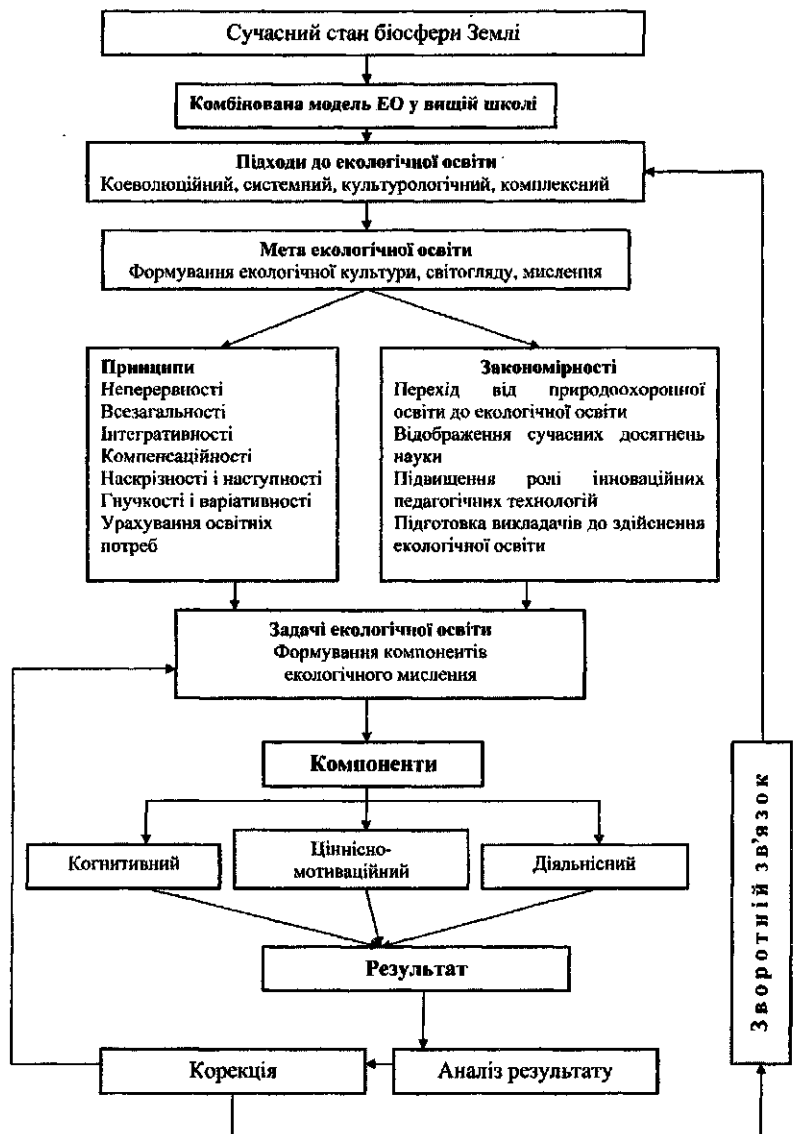 Сучасний стан біосфери Землі
Комбінована модель ЕО у вищій школі
Підходи до екологічної освіти
Коеволюційний, системний, культурологічний, комплексний
Мета екологічної освіти
Формування екологічної культури, світогляду, мислення
Принципи
Неперервності
Всезагальності
Інтегративності
Компенсаційності
Наскрізності і наступності
Гнучкості і варіативності
Урахування освітніх
потреб
Закономірності
Перехід від природоохоронної
освіти до екологічної освіти
Відображення сучасних досягнень
науки
Підвищення ролі інноваційних
педагогічних технологій
Підготовка викладачів до здійснення
екологічної освіти
Задачі екологічної освіти
Формування компонентів
екологічного мислення
Компоненти
Когнитивний
Ціннісно-
мотиваційний
Діяльнісний
Результат
Корекція
Аналіз результату
Зворотній зв'язок